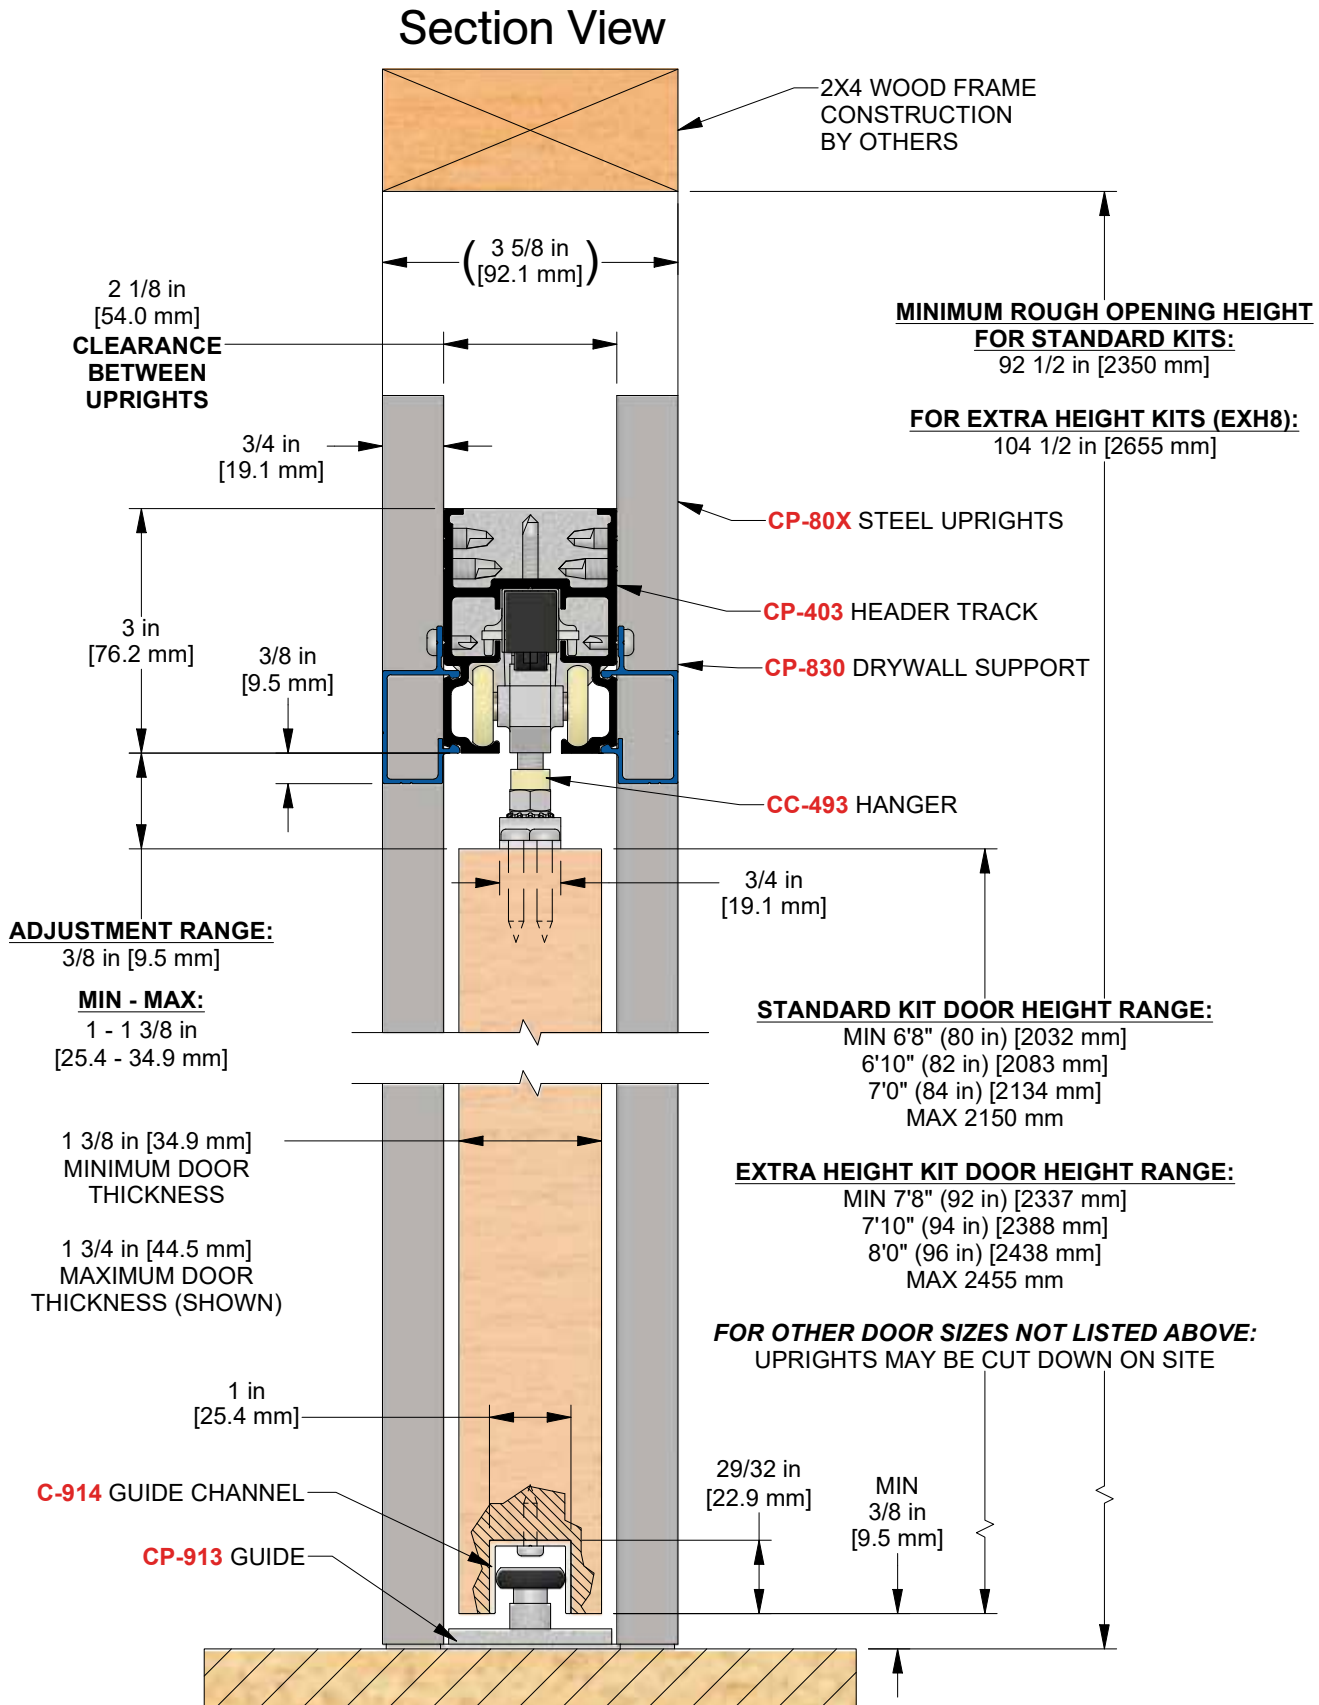 Section View
2X4 WOOD FRAME
CONSTRUCTION
BY OTHERS
(3 5/8 in)
[92.1 mm]
2 1/8 in
[54.0 mm]
CLEARANCE
BETWEEN
UPRIGHTS
MINIMUM ROUGH OPENING HEIGHT
FOR STANDARD KITS:
92 1/2 in [2350 mm]
FOR EXTRA HEIGHT KITS (EXH8):
104 1/2 in [2655 mm]
3/4 in
[19.1 mm]
CP-80X STEEL UPRIGHTS
CP-403 HEADER TRACK
3 in
[76.2 mm]
3/8 in
[9.5 mm]
CP-830 DRYWALL SUPPORT
CC-493 HANGER
3/4 in
[19.1 mm]
ADJUSTMENT RANGE:
3/8 in [9.5 mm]
MIN - MAX:
1 - 1 3/8 in
[25.4 - 34.9 mm]
STANDARD KIT DOOR HEIGHT RANGE:
MIN 6'8" (80 in) [2032 mm]
6'10" (82 in) [2083 mm]
7'0" (84 in) [2134 mm]
MAX 2150 mm
1 3/8 in [34.9 mm]
MINIMUM DOOR
THICKNESS
1 3/4 in [44.5 mm]
MAXIMUM DOOR
THICKNESS (SHOWN)
EXTRA HEIGHT KIT DOOR HEIGHT RANGE:
MIN 7'8" (92 in) [2337 mm]
7'10" (94 in) [2388 mm]
8'0" (96 in) [2438 mm]
MAX 2455 mm
FOR OTHER DOOR SIZES NOT LISTED ABOVE:
UPRIGHTS MAY BE CUT DOWN ON SITE
1 in
[25.4 mm]
29/32 in
[22.9 mm]
MIN
3/8 in
[9.5 mm]
C-914 GUIDE CHANNEL
CP-913 GUIDE